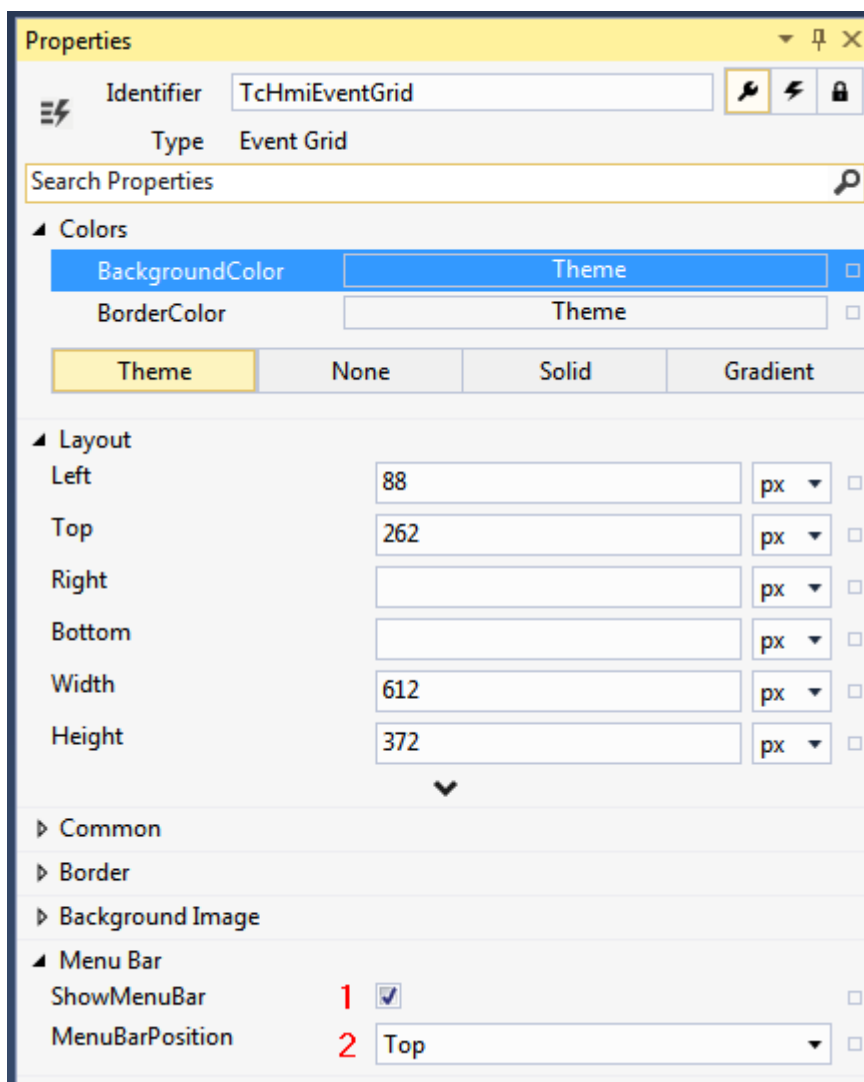 Properties
Identifier TcHmiEventGrid
Type Event Grid
Search Properties
Colors
BackgroundColor Theme
BorderColor Theme
Theme None Solid Gradient
Layout
Left 88 px
Top 262 px
Right px
Bottom px
Width 612 px
Height 372 px
Common
Border
Background Image
Menu Bar
ShowMenuBar 1
MenuBarPosition 2 Top